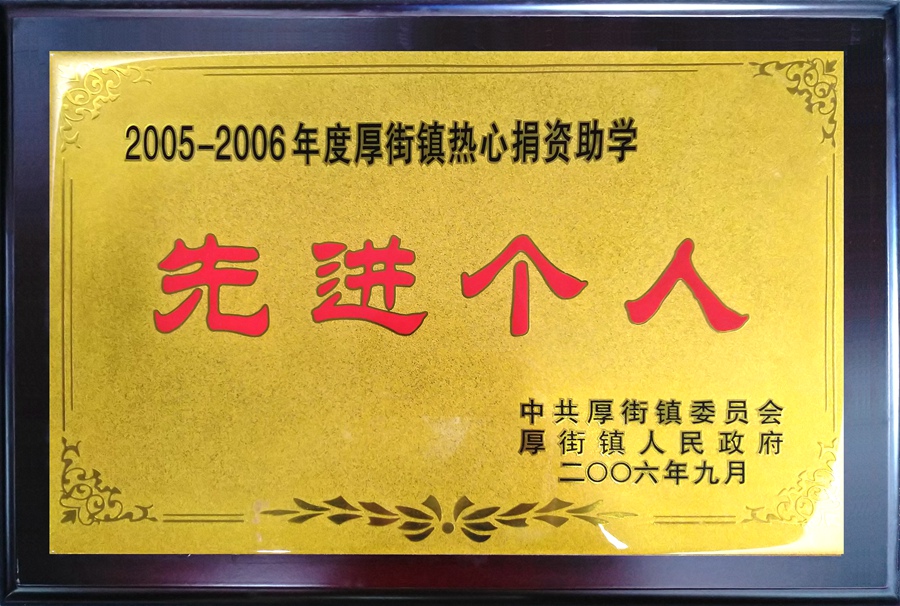 2005-2006年度厚街镇热心捐资助学
先进个人
中共厚街镇委员会
厚街镇人民政府
二〇〇六年九月